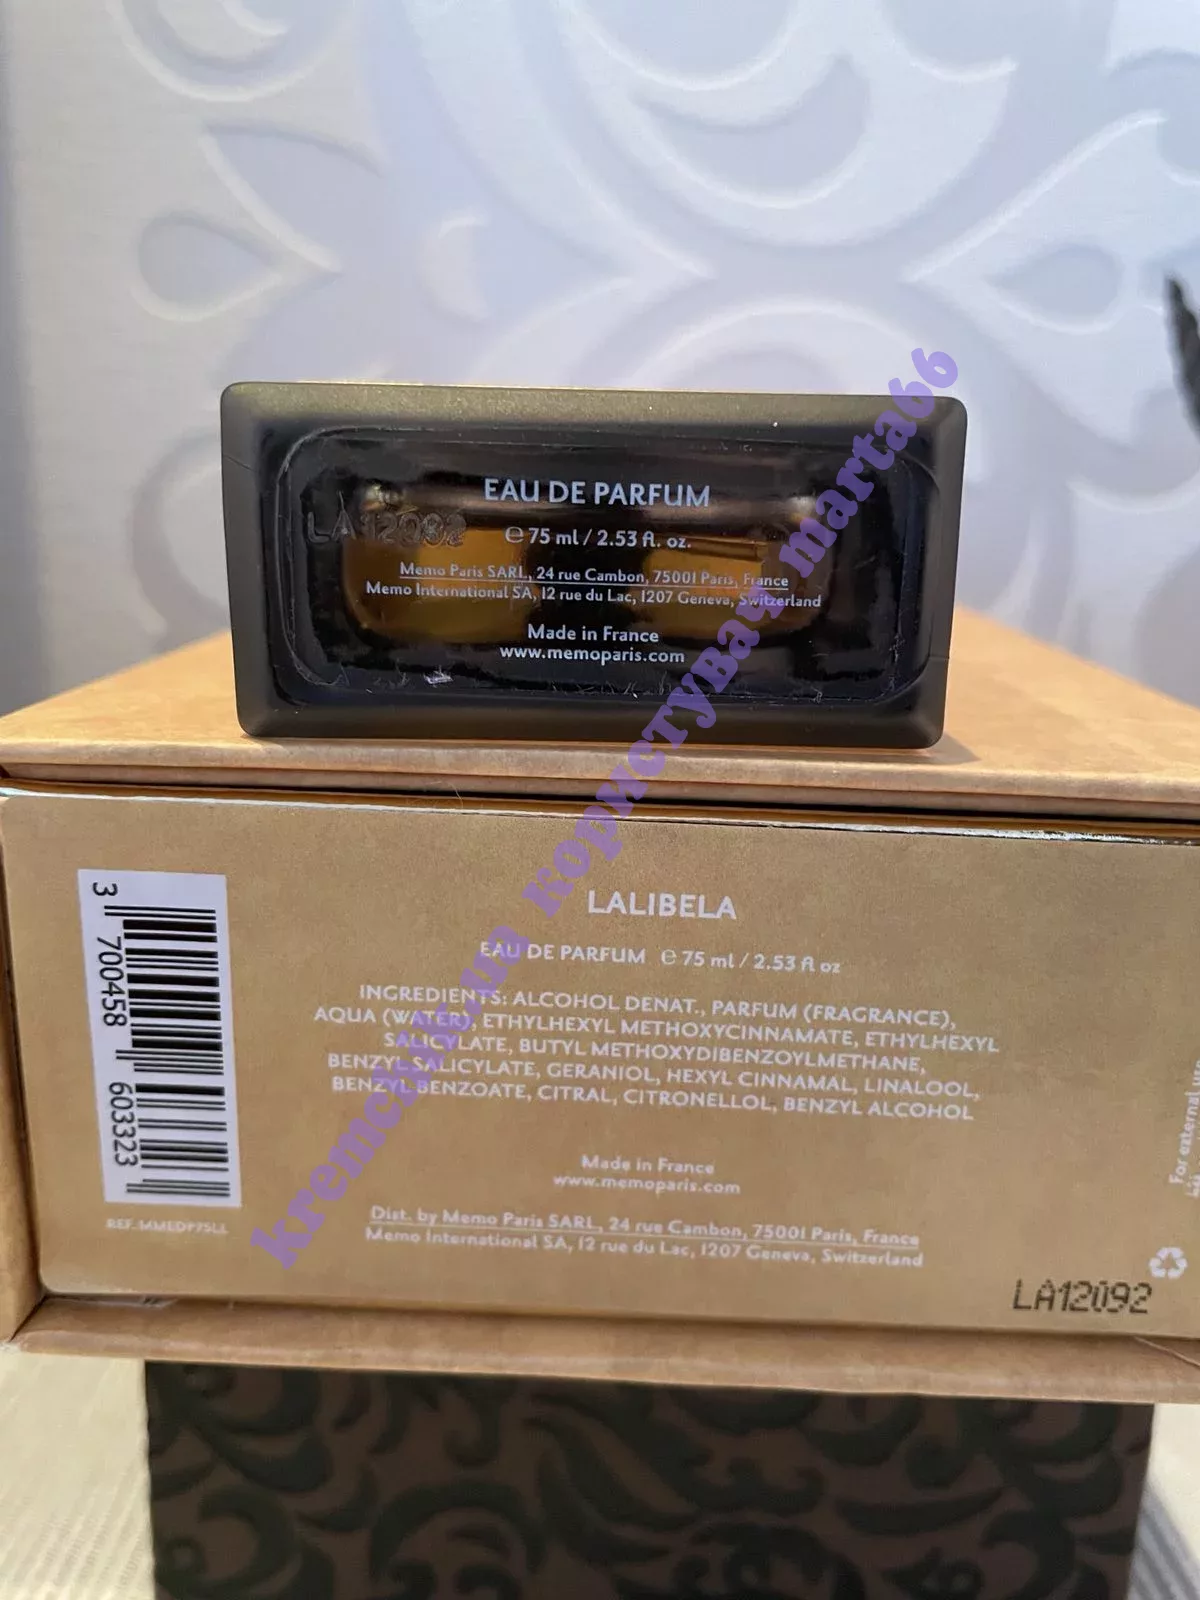 EAU DE PARFUM
LA12092
℮ 75 ml / 2.53 fl. oz.
Memo Paris SARL, 24 rue Cambon, 75001 Paris, France
Memo International SA, 12 rue du Lac, 1207 Geneva, Switzerland
Made in France
www.memoparis.com
kremchik.ua користувач marta66
LALIBELA
EAU DE PARFUM ℮ 75 ml / 2.53 fl oz
INGREDIENTS: ALCOHOL DENAT., PARFUM (FRAGRANCE),
AQUA (WATER), ETHYLHEXYL METHOXYCINNAMATE, ETHYLHEXYL
SALICYLATE, BUTYL METHOXYDIBENZOYLMETHANE,
BENZYL SALICYLATE, GERANIOL, HEXYL CINNAMAL, LINALOOL,
BENZYL BENZOATE, CITRAL, CITRONELLOL, BENZYL ALCOHOL
Made in France
www.memoparis.com
Dist. by Memo Paris SARL, 24 rue Cambon, 75001 Paris, France
Memo International SA, 12 rue du Lac, 1207 Geneva, Switzerland
3 700458 603323
REF. MMEDP75LL
For external
LA12092